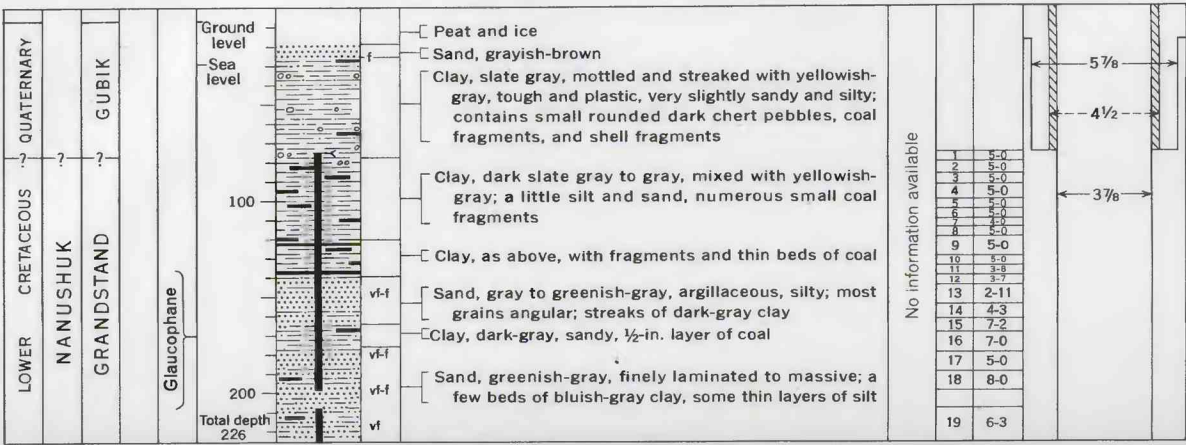 LOWER CRETACEOUS ? QUATERNARY
NANUSHUK ?
GRANDSTAND ? GUBIK
Glaucophane
Ground
level
Sea
level
100
200
Total depth
226
f
vf-f
vf-f
vf-f
vf
Peat and ice
Sand, grayish-brown
Clay, slate gray, mottled and streaked with yellowish-
gray, tough and plastic, very slightly sandy and silty;
contains small rounded dark chert pebbles, coal
fragments, and shell fragments
Clay, dark slate gray to gray, mixed with yellowish-
gray; a little silt and sand, numerous small coal
fragments
Clay, as above, with fragments and thin beds of coal
Sand, gray to greenish-gray, argillaceous, silty; most
grains angular; streaks of dark-gray clay
Clay, dark-gray, sandy, ½-in. layer of coal
Sand, greenish-gray, finely laminated to massive; a
few beds of bluish-gray clay, some thin layers of silt
No information available
1 5-0
2 5-0
3 5-0
4 5-0
5 5-0
6 5-0
7
8 5-0
9 5-0
10 5-0
11
12 3-7
13 2-11
14 4-3
15 7-2
16 7-0
17 5-0
18 8-0
19 6-3
5 7/8
4 1/2
3 7/8